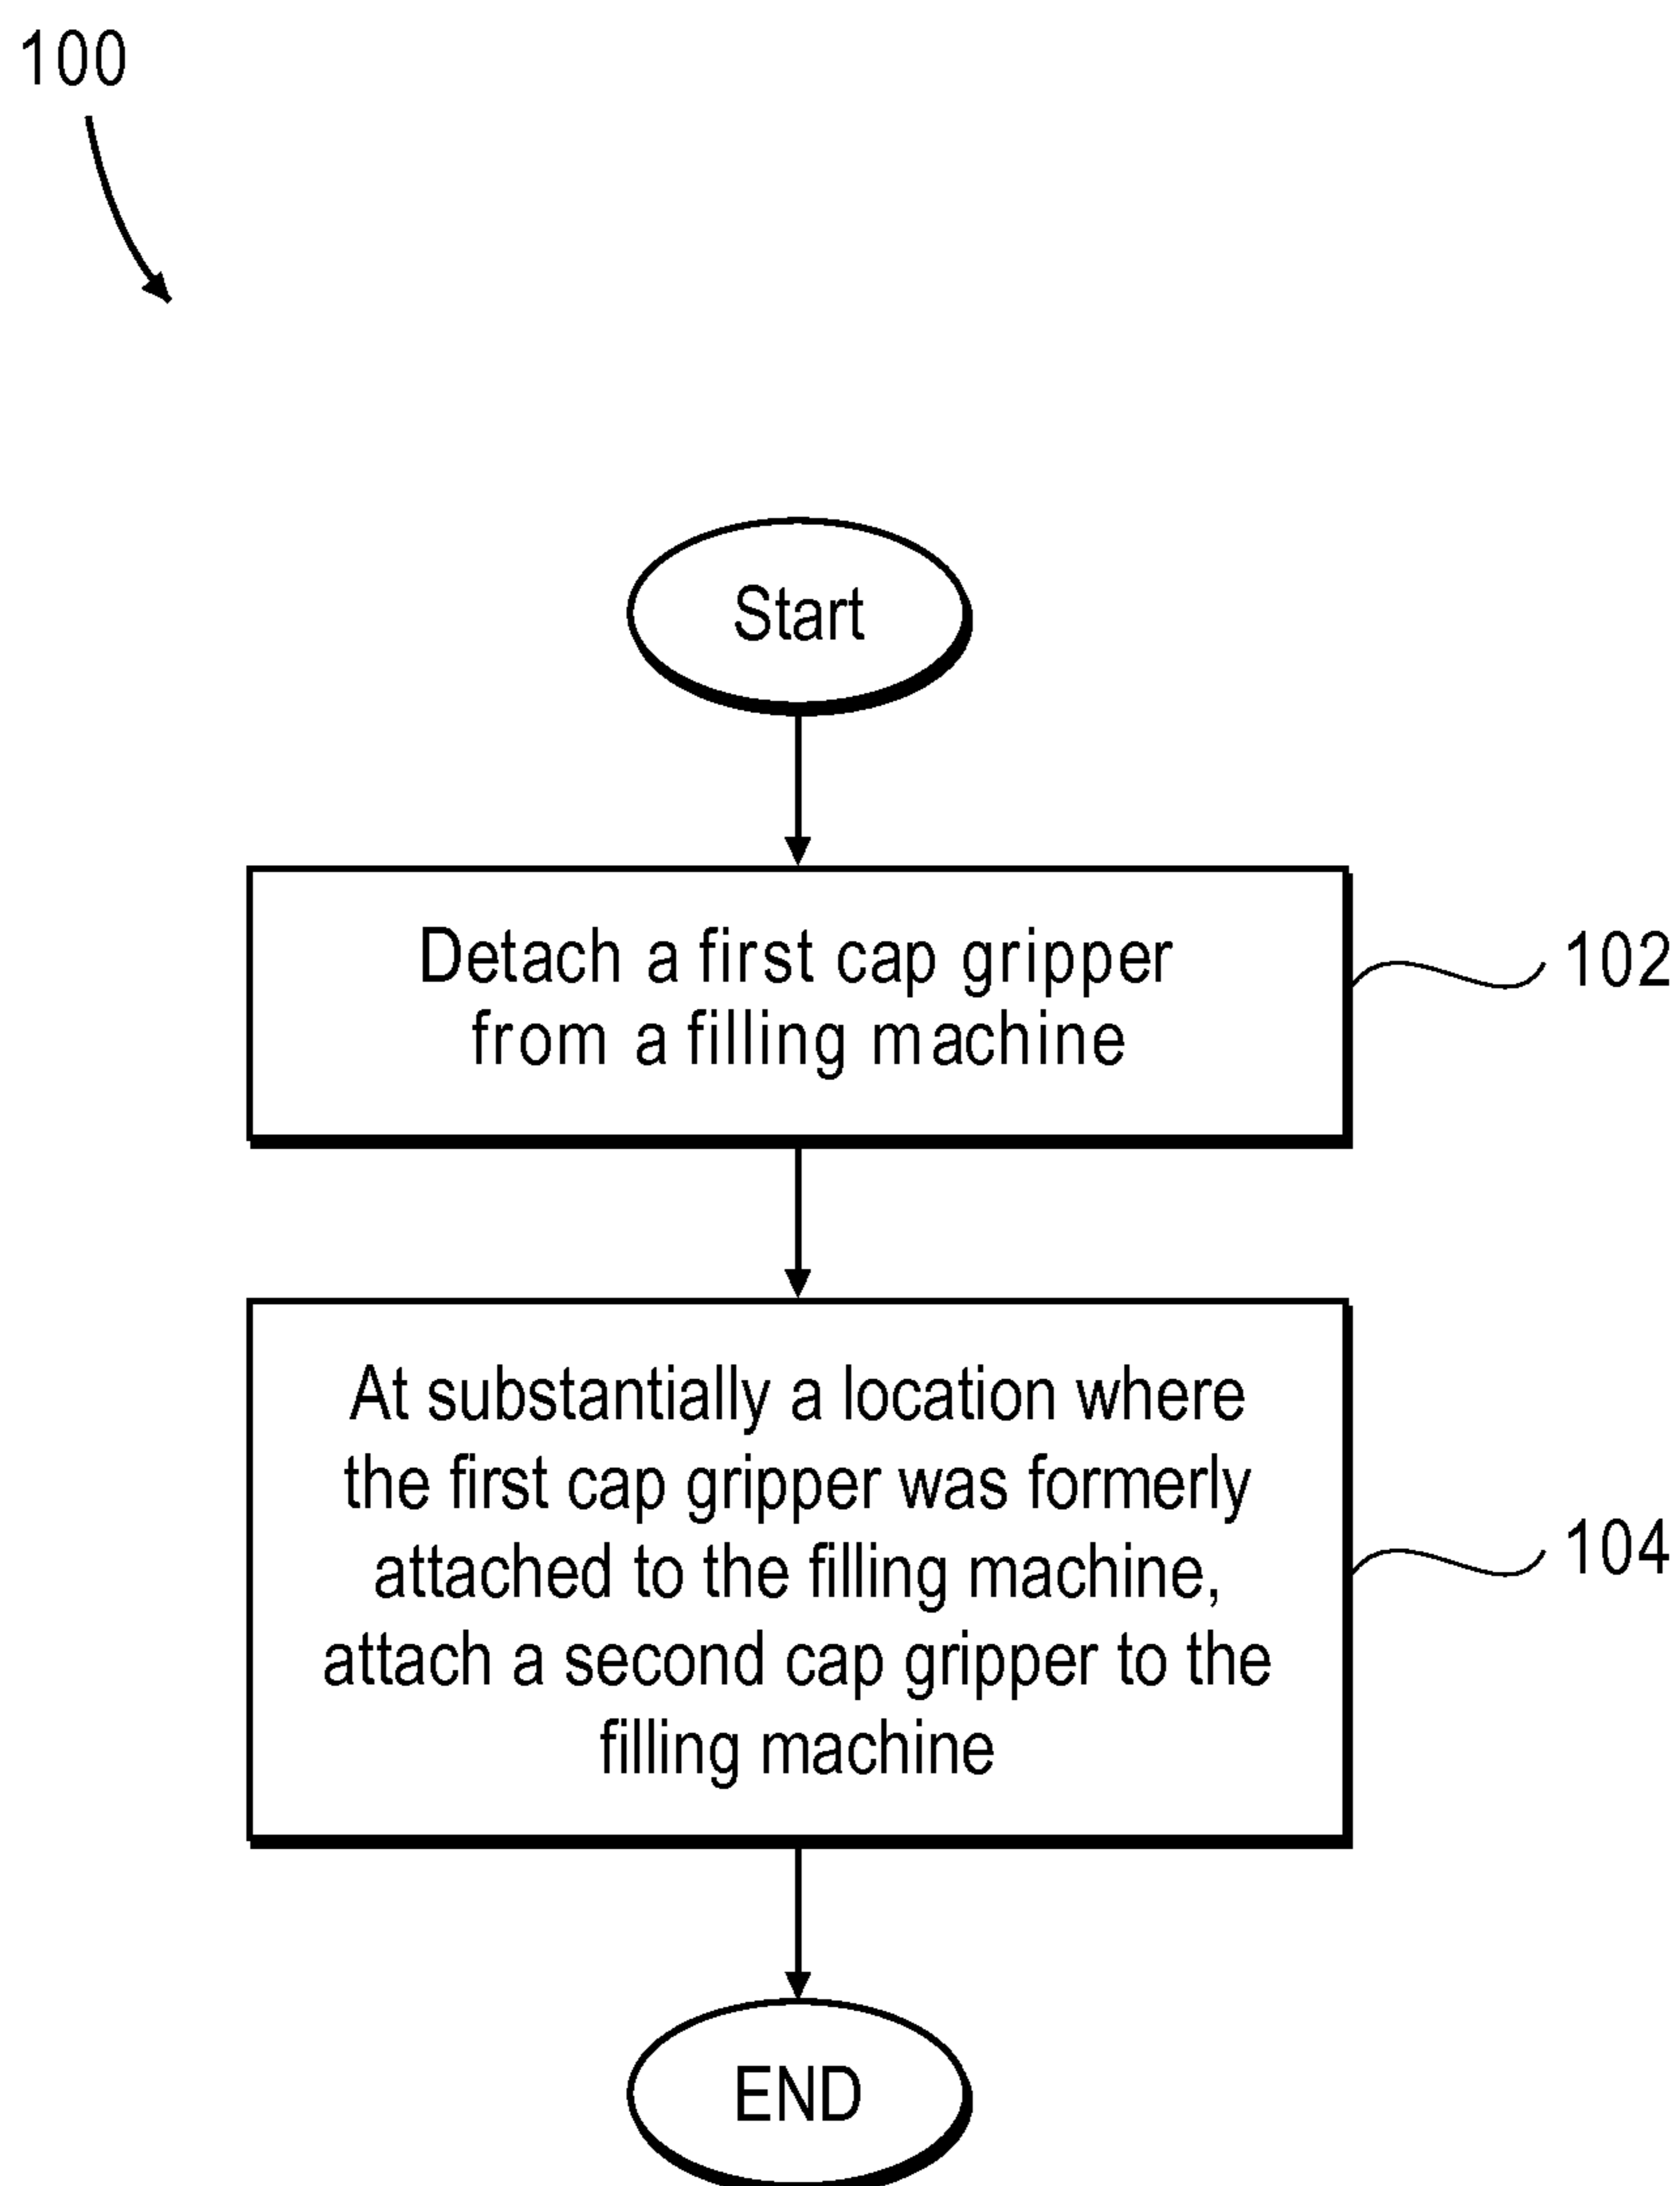 100
Start
Detach a first cap gripper
from a filling machine
102
At substantially a location where
the first cap gripper was formerly
attached to the filling machine,
attach a second cap gripper to the
filling machine
104
END